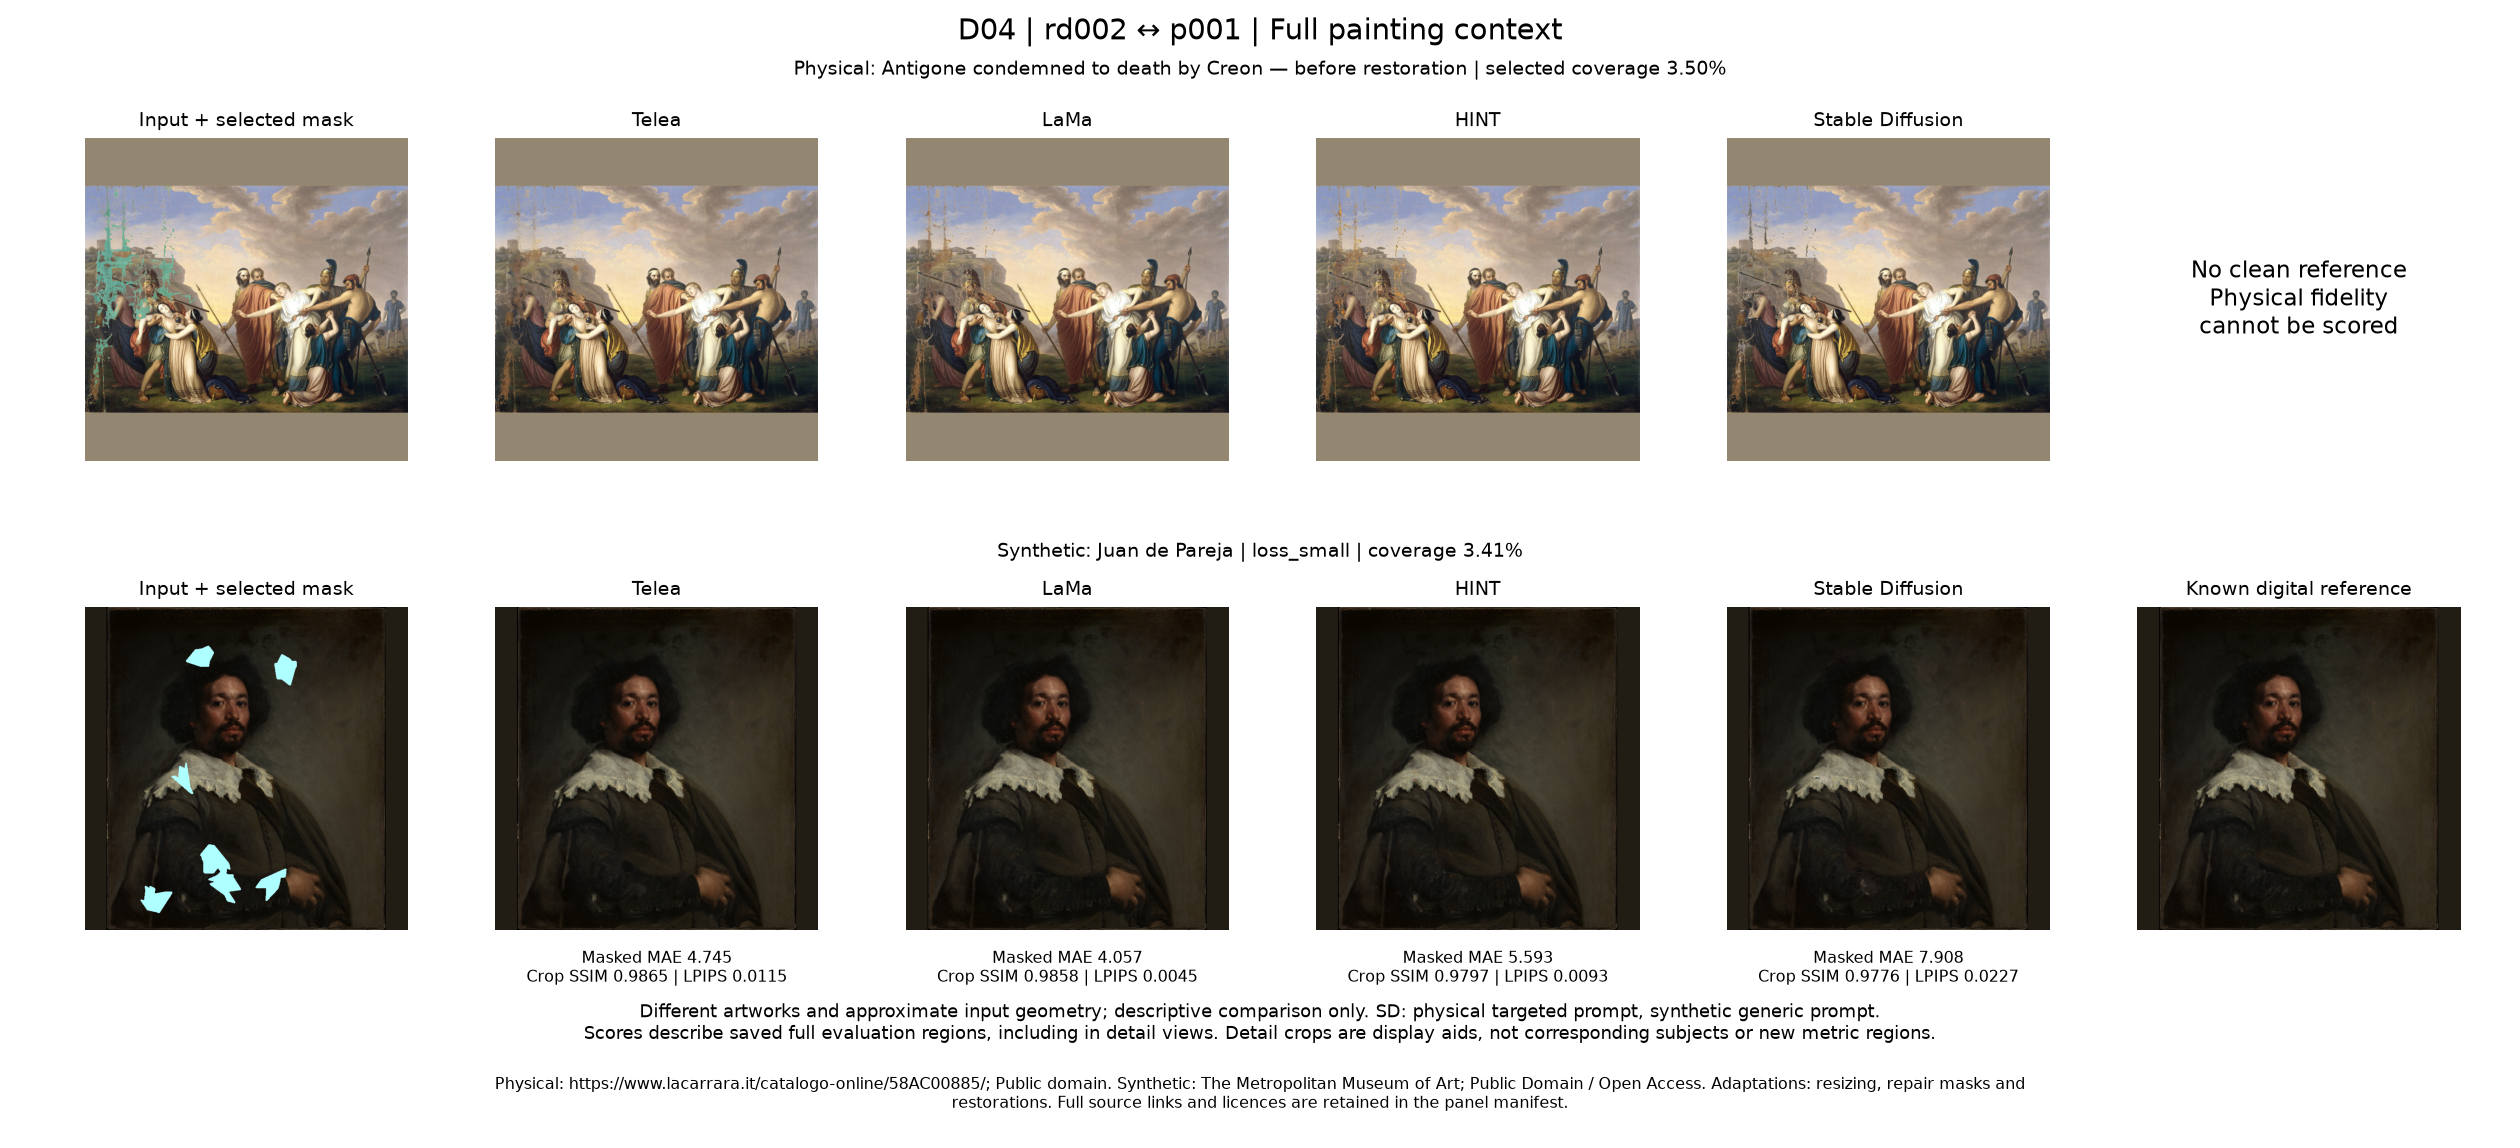 D04 | rd002 ↔ p001 | Full painting context
Physical: Antigone condemned to death by Creon — before restoration | selected coverage 3.50%
Input + selected mask
Telea
LaMa
HINT
Stable Diffusion
No clean reference
Physical fidelity
cannot be scored
Synthetic: Juan de Pareja | loss_small | coverage 3.41%
Input + selected mask
Telea
LaMa
HINT
Stable Diffusion
Known digital reference
Masked MAE 4.745
Crop SSIM 0.9865 | LPIPS 0.0115
Masked MAE 4.057
Crop SSIM 0.9858 | LPIPS 0.0045
Masked MAE 5.593
Crop SSIM 0.9797 | LPIPS 0.0093
Masked MAE 7.908
Crop SSIM 0.9776 | LPIPS 0.0227
Different artworks and approximate input geometry; descriptive comparison only. SD: physical targeted prompt, synthetic generic prompt.
Scores describe saved full evaluation regions, including in detail views. Detail crops are display aids, not corresponding subjects or new metric regions.
Physical: https://www.lacarrara.it/catalogo-online/58AC00885/; Public domain. Synthetic: The Metropolitan Museum of Art; Public Domain / Open Access. Adaptations: resizing, repair masks and
restorations. Full source links and licences are retained in the panel manifest.